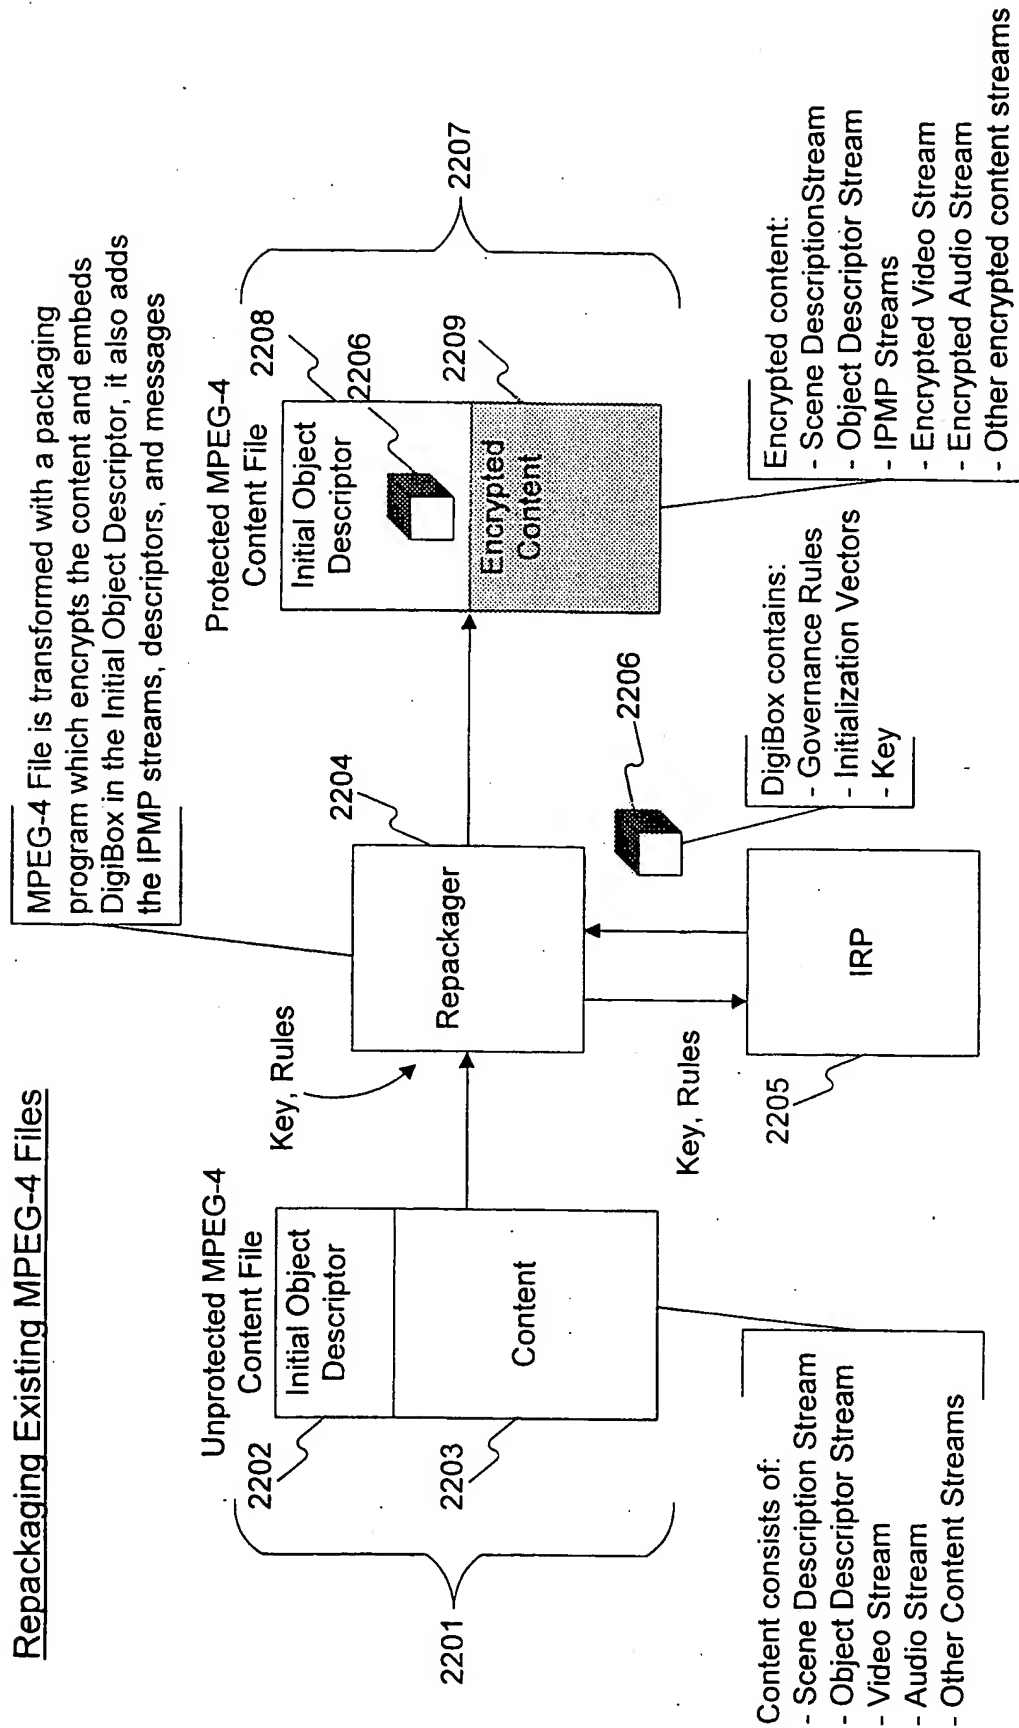 Repackaging Existing MPEG-4 Files
MPEG-4 File is transformed with a packaging
program which encrypts the content and embeds
DigiBox in the Initial Object Descriptor, it also adds
the IPMP streams, descriptors, and messages
Unprotected MPEG-4
Content File
2202
Initial Object
Descriptor
2203
Content
2201
Content consists of:
- Scene Description Stream
- Object Descriptor Stream
- Video Stream
- Audio Stream
- Other Content Streams
Key, Rules
2204
Repackager
Key, Rules
2205
IRP
2206
DigiBox contains:
- Governance Rules
- Initialization Vectors
- Key
Protected MPEG-4
Content File
Initial Object
Descriptor
2208
2206
2209
Encrypted
Content
2207
Encrypted content:
- Scene DescriptionStream
- Object Descriptor Stream
- IPMP Streams
- Encrypted Video Stream
- Encrypted Audio Stream
- Other encrypted content streams